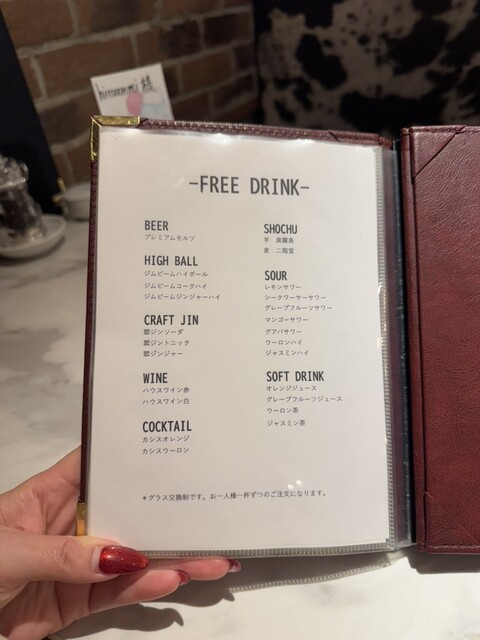 hiromomi 様
-FREE DRINK-
BEER
プレミアムモルツ
HIGH BALL
ジムビームハイボール
ジムビームコークハイ
ジムビームジンジャーハイ
CRAFT JIN
翠ジンソーダ
翠ジントニック
翠ジンジャー
WINE
ハウスワイン赤
ハウスワイン白
COCKTAIL
カシスオレンジ
カシスウーロン
SHOCHU
芋 黒霧島
麦 二階堂
SOUR
レモンサワー
シークワーサーサワー
グレープフルーツサワー
マンゴーサワー
グアバサワー
ウーロンハイ
ジャスミンハイ
SOFT DRINK
オレンジジュース
グレープフルーツジュース
ウーロン茶
ジャスミン茶
*グラス交換制です。お一人様一杯ずつのご注文になります。